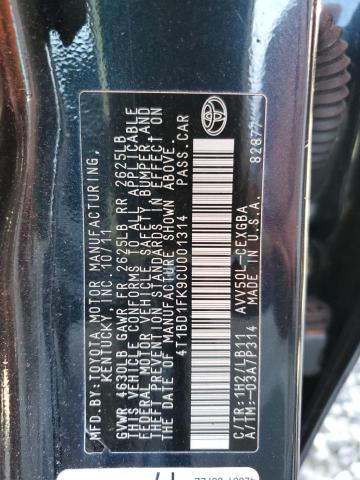 MFD. BY: TOYOTA MOTOR MANUFACTURING,
KENTUCKY, INC. 10/11
GVWR 4630LB GAWR FR 2625LB RR 2625LB
THIS VEHICLE CONFORMS TO ALL APPLICABLE
FEDERAL MOTOR VEHICLE SAFETY, BUMPER AND
THEFT PREVENTION STANDARDS IN EFFECT ON
THE DATE OF MANUFACTURE SHOWN ABOVE.
4T1BD1FK9CU001314 PASS.CAR
C/TR: 1H2/LB11 AVV50L-CEXGBA
A/TM:-03A/P314 MADE IN U.S.A.
TOYOTA